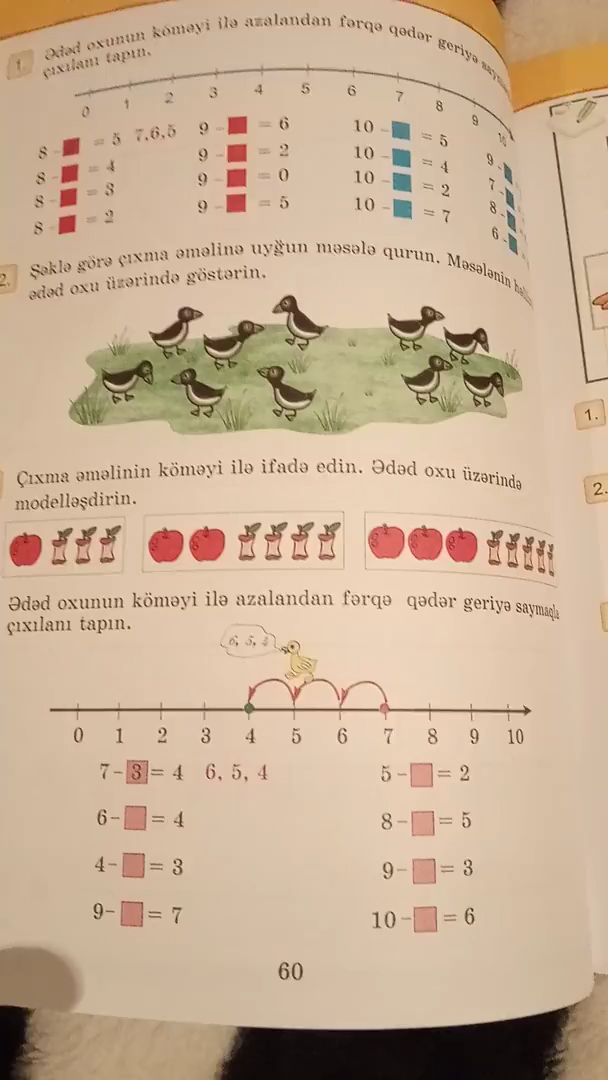 1. Ədəd oxunun köməyi ilə azalandan fərqə qədər geriyə
çıxılanı tapın.
0 1 2 3 4 5 6 7 8 9 10
8 - = 5 7,6,5 9 - = 6 10 - = 5 9 -
8 - = 4 9 - = 2 10 - = 4 7 -
8 - = 3 9 - = 0 10 - = 2 8 -
8 - = 2 9 - = 5 10 - = 7 6 -
2. Şəklə görə çıxma əməlinə uyğun məsələ qurun. Məsələnin
ədəd oxu üzərində göstərin.
Çıxma əməlinin köməyi ilə ifadə edin. Ədəd oxu üzərində
modelləşdirin.
Ədəd oxunun köməyi ilə azalandan fərqə qədər geriyə saymaqla
çıxılanı tapın.
6, 5, 4
0 1 2 3 4 5 6 7 8 9 10
7 - 3 = 4 6, 5, 4 5 - = 2
6 - = 4 8 - = 5
4 - = 3 9 - = 3
9 - = 7 10 - = 6
60
1.
2.